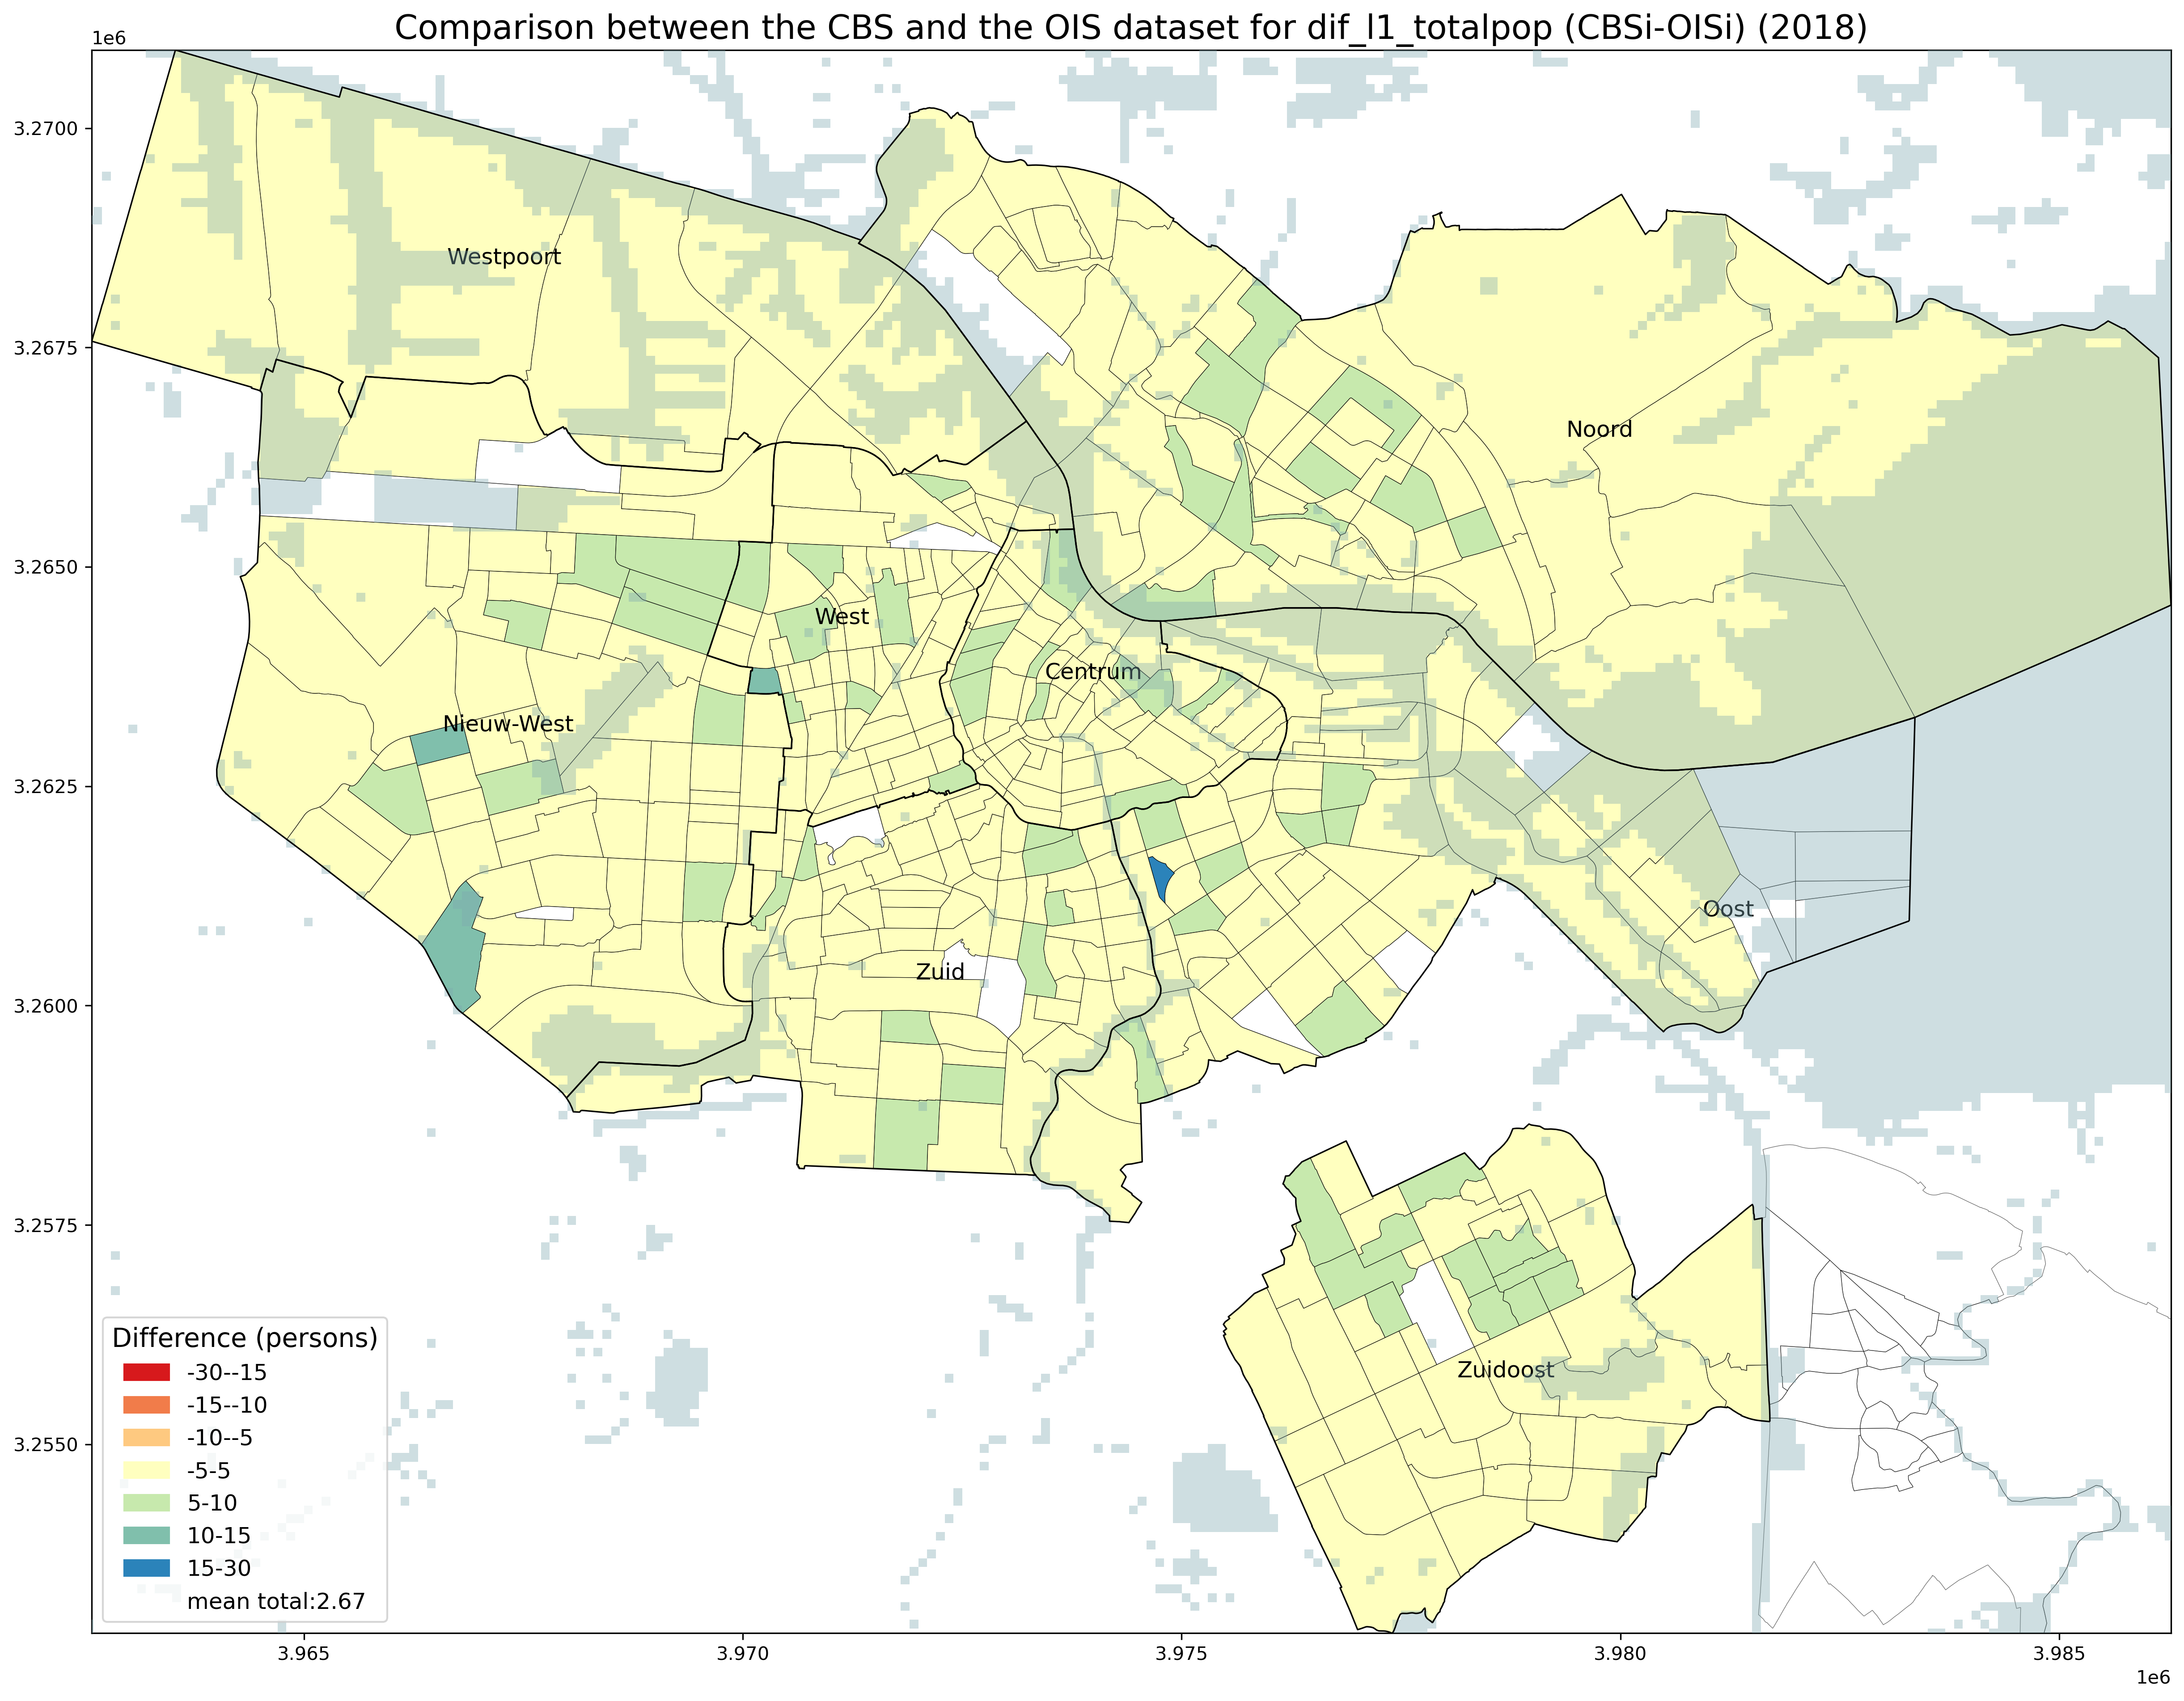 Comparison between the CBS and the OIS dataset for dif_l1_totalpop (CBSi-OISi) (2018)
1e6
3.2700
3.2675
3.2650
3.2625
3.2600
3.2575
3.2550
Westpoort
Noord
West
Centrum
Nieuw-West
Oost
Zuid
Zuidoost
Difference (persons)
-30--15
-15--10
-10--5
-5-5
5-10
10-15
15-30
mean total:2.67
3.965
3.970
3.975
3.980
3.985
1e6